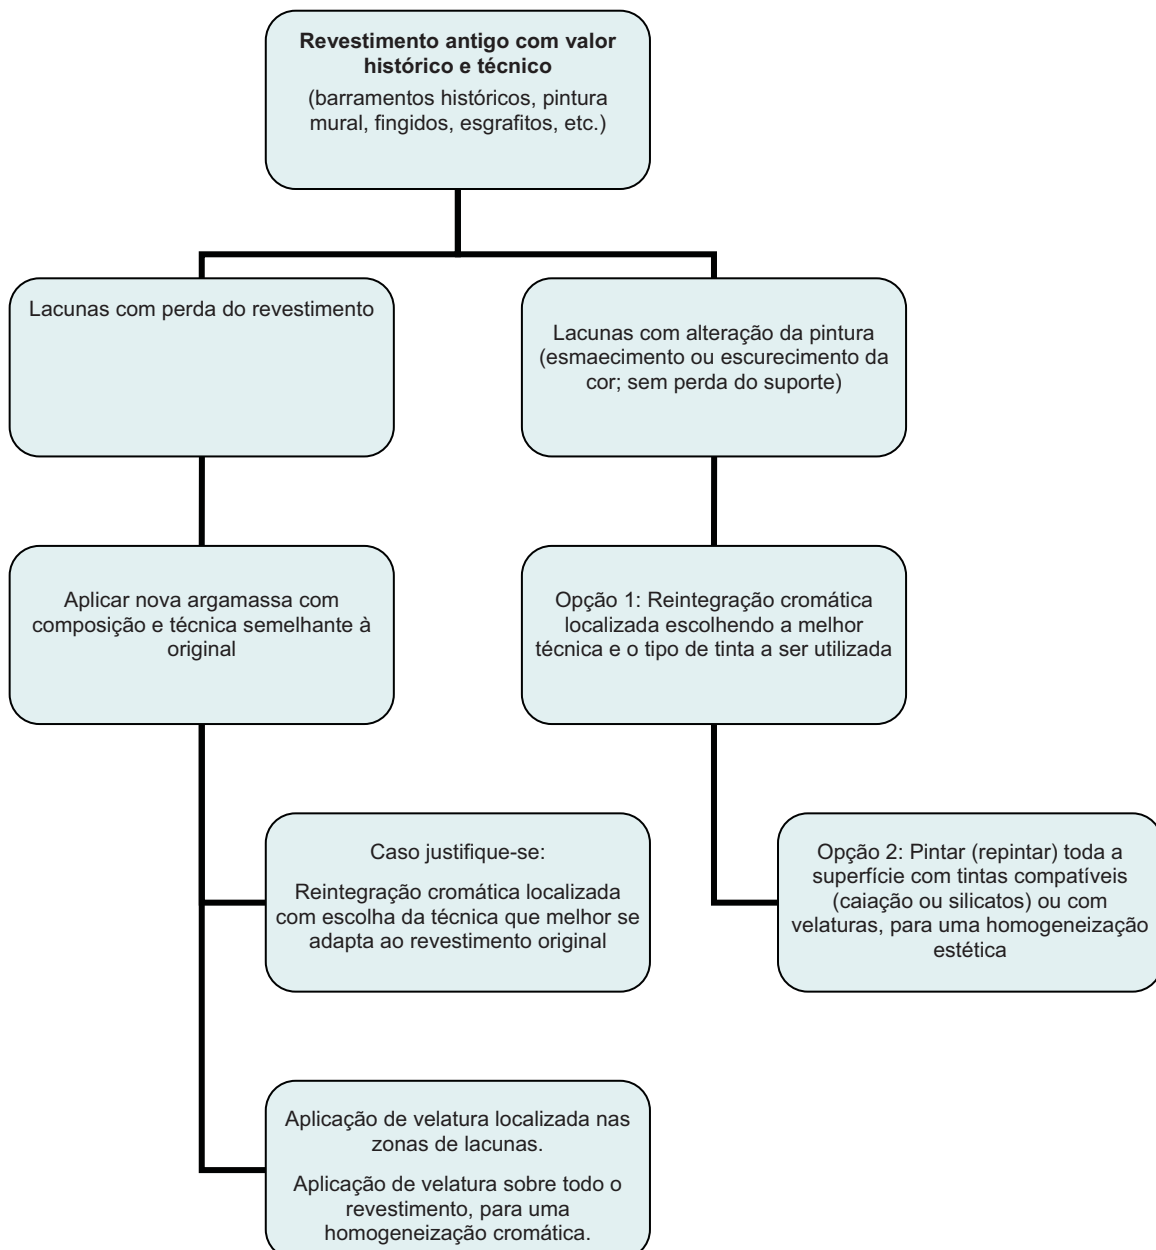 Revestimento antigo com valor
histórico e técnico
(barramentos históricos, pintura
mural, fingidos, esgrafitos, etc.)
Lacunas com perda do revestimento
Lacunas com alteração da pintura
(esmaecimento ou escurecimento da
cor; sem perda do suporte)
Aplicar nova argamassa com
composição e técnica semelhante à
original
Opção 1: Reintegração cromática
localizada escolhendo a melhor
técnica e o tipo de tinta a ser utilizada
Caso justifique-se:
Reintegração cromática localizada
com escolha da técnica que melhor se
adapta ao revestimento original
Opção 2: Pintar (repintar) toda a
superfície com tintas compatíveis
(caiação ou silicatos) ou com
velaturas, para uma homogeneização
estética
Aplicação de velatura localizada nas
zonas de lacunas.
Aplicação de velatura sobre todo o
revestimento, para uma
homogeneização cromática.